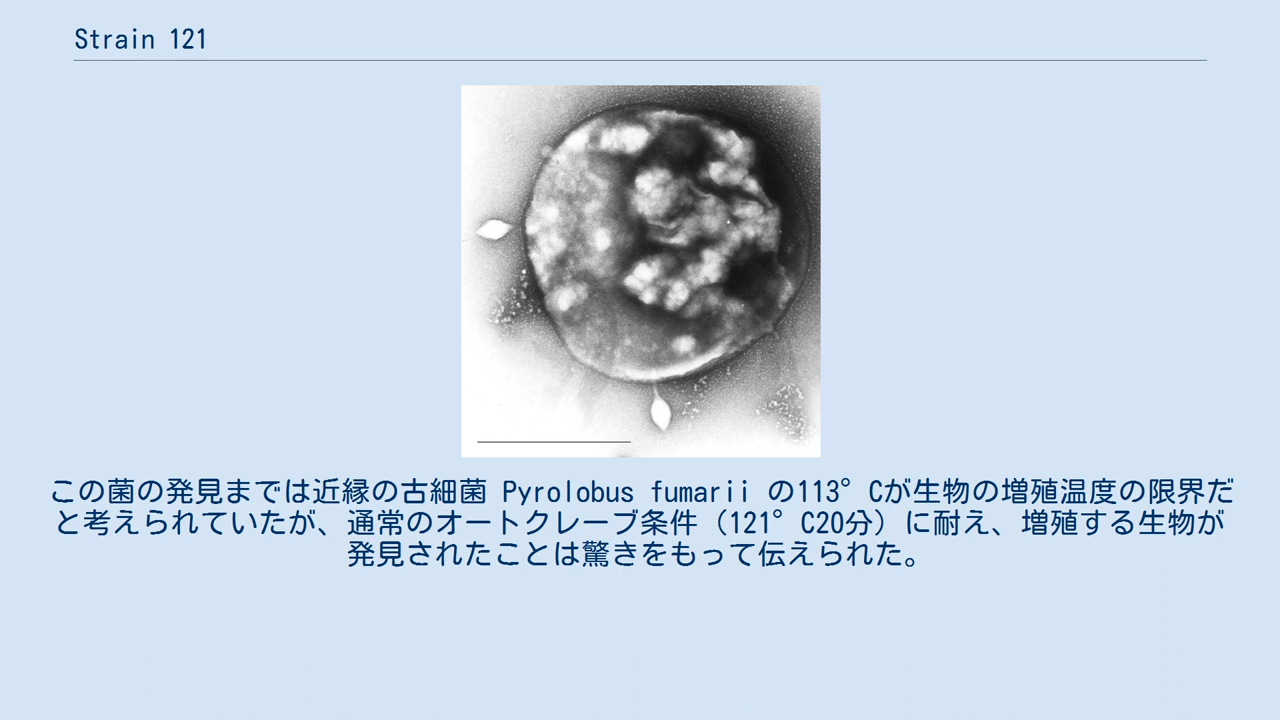 Strain 121
この菌の発見までは近縁の古細菌 Pyrolobus fumarii の113°Cが生物の増殖温度の限界だ
と考えられていたが、通常のオートクレーブ条件（121°C20分）に耐え、増殖する生物が
発見されたことは驚きをもって伝えられた。